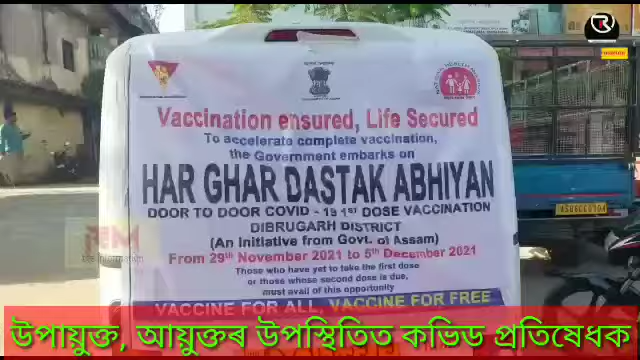 Vaccination ensured, Life Secured
To accelerate complete vaccination,
the Government embarks on
HAR GHAR DASTAK ABHIYAN
DOOR TO DOOR COVID - 19 1ST DOSE VACCINATION
DIBRUGARH DISTRICT
(An Initiative from Govt. of Assam)
From 29th November 2021 to 5th December 2021
Those who have yet to take the first dose
or those whose second dose is due,
must avail of this opportunity
VACCINE FOR ALL, VACCINE FOR FREE
উপায়ুক্ত, আয়ুক্তৰ উপস্থিতিত কভিড প্ৰতিষেধক